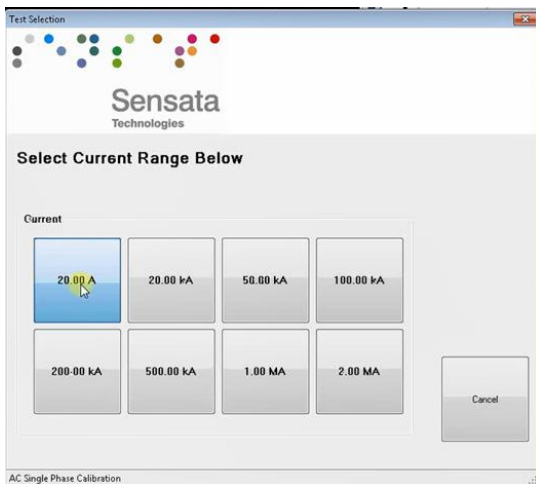 Test Selection
Sensata
Technologies
Select Current Range Below
Current
20.00 A
20.00 kA
50.00 kA
100.00 kA
200.00 kA
500.00 kA
1.00 MA
2.00 MA
Cancel
AC Single Phase Calibration